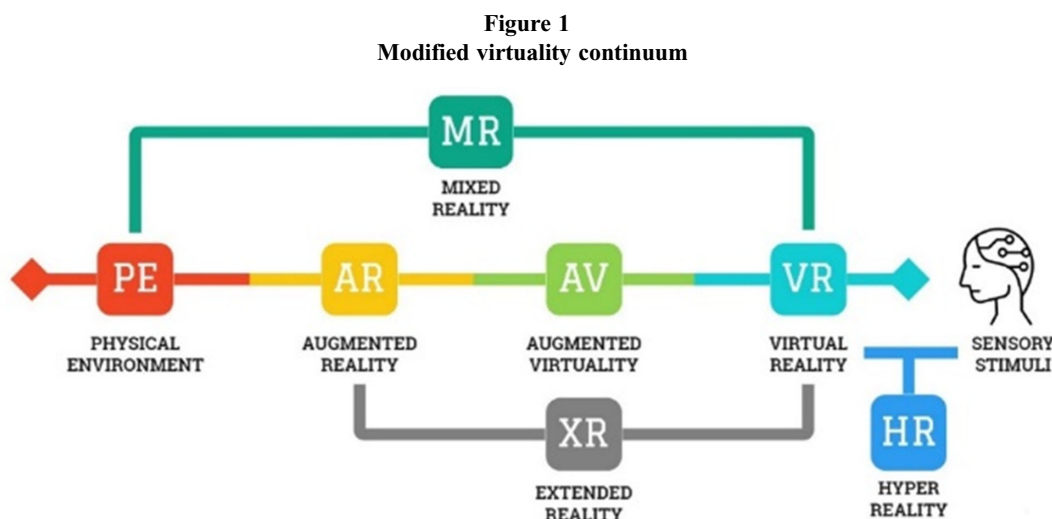 Figure 1
Modified virtuality continuum
MR
MIXED
REALITY
PE
PHYSICAL
ENVIRONMENT
AR
AUGMENTED
REALITY
AV
AUGMENTED
VIRTUALITY
VR
VIRTUAL
REALITY
SENSORY
STIMULI
XR
EXTENDED
REALITY
HR
HYPER
REALITY